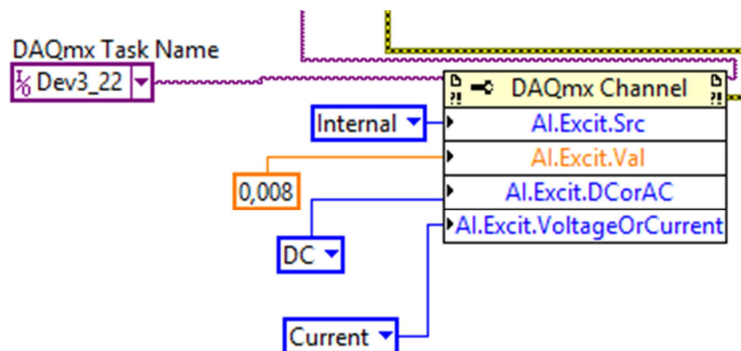 DAQmx Task Name
Dev3_22
DAQmx Channel
Internal
AI.Excit.Src
AI.Excit.Val
0,008
AI.Excit.DCorAC
DC
AI.Excit.VoltageOrCurrent
Current